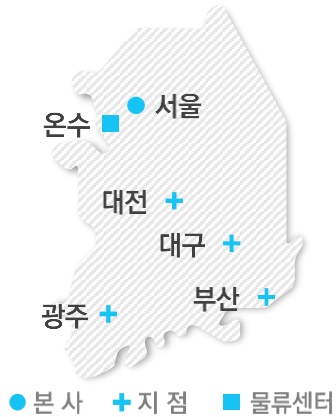 서울
온수
대전
대구
부산
광주
본 사 지 점 물류센터